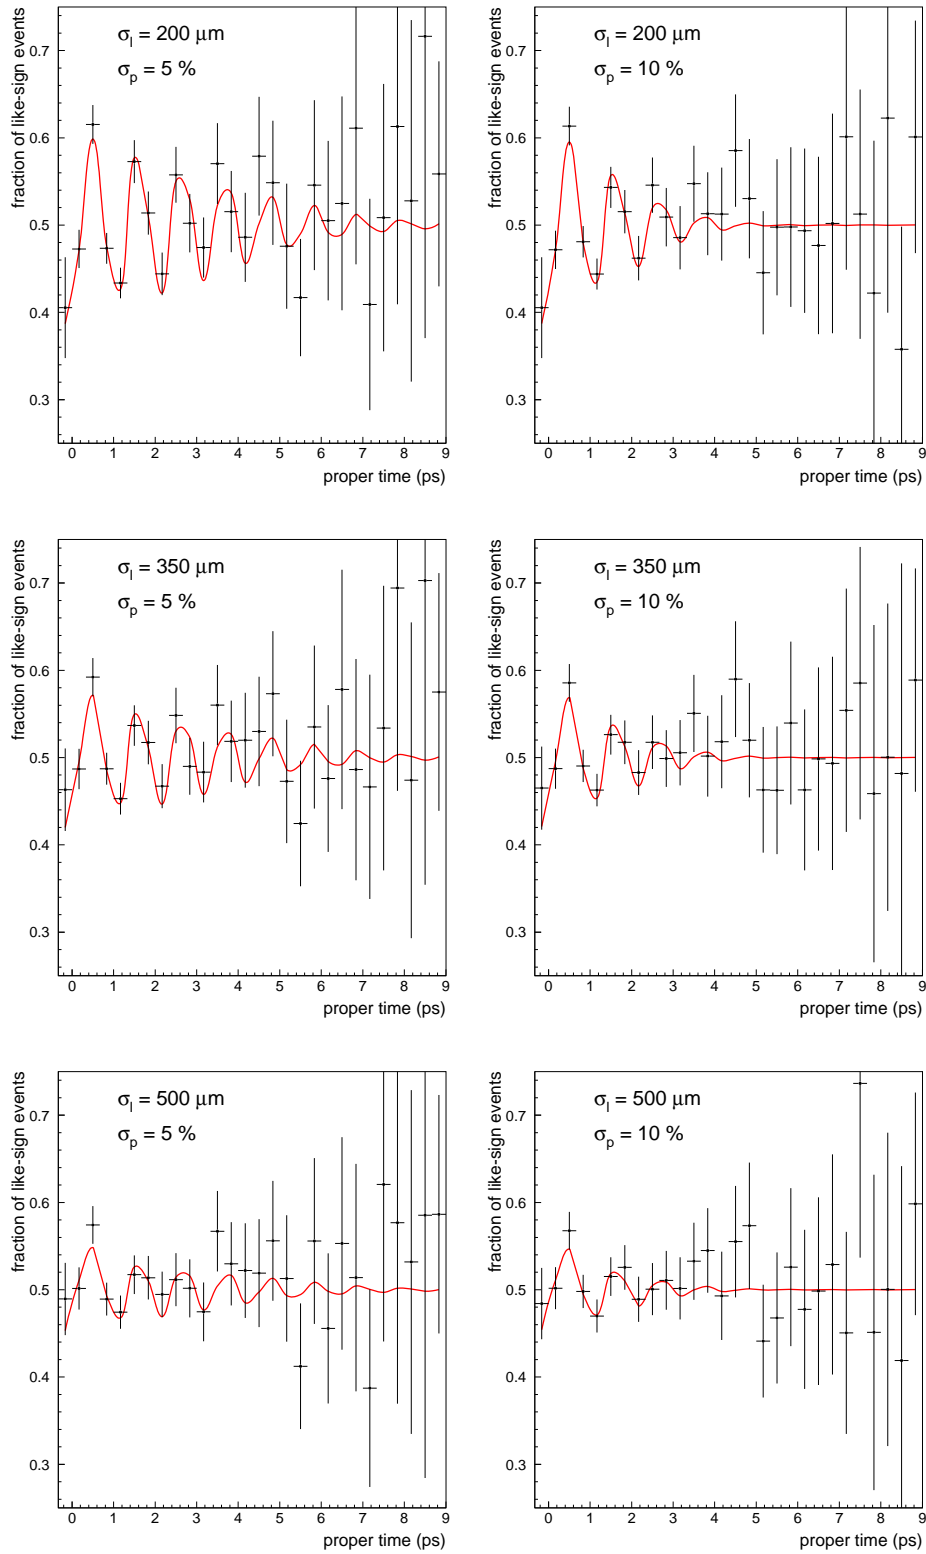 fraction of like-sign events
σl = 200 μm
σp = 5 %
0.7
0.6
0.5
0.4
0.3
0 1 2 3 4 5 6 7 8 9
proper time (ps)
fraction of like-sign events
σl = 200 μm
σp = 10 %
0.7
0.6
0.5
0.4
0.3
0 1 2 3 4 5 6 7 8 9
proper time (ps)
fraction of like-sign events
σl = 350 μm
σp = 5 %
0.7
0.6
0.5
0.4
0.3
0 1 2 3 4 5 6 7 8 9
proper time (ps)
fraction of like-sign events
σl = 350 μm
σp = 10 %
0.7
0.6
0.5
0.4
0.3
0 1 2 3 4 5 6 7 8 9
proper time (ps)
fraction of like-sign events
σl = 500 μm
σp = 5 %
0.7
0.6
0.5
0.4
0.3
0 1 2 3 4 5 6 7 8 9
proper time (ps)
fraction of like-sign events
σl = 500 μm
σp = 10 %
0.7
0.6
0.5
0.4
0.3
0 1 2 3 4 5 6 7 8 9
proper time (ps)